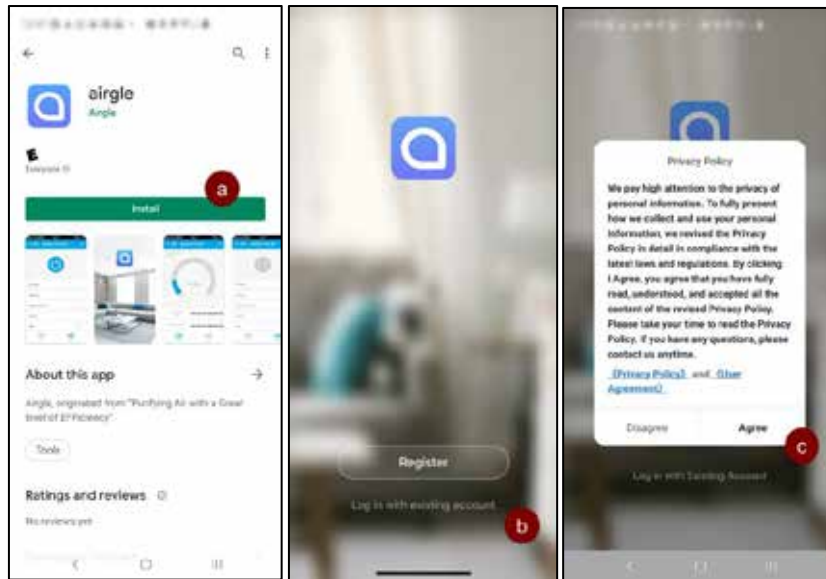 airgle
Airgle
E
Everyone
a
Install
About this app
Airgle, originated from "Purifying Air with a Great
level of EFFiciency"
Tools
Ratings and reviews
No reviews yet
Register
Log in with existing account
b
Privacy Policy
We pay high attention to the privacy of
personal information. To fully present
how we collect and use your personal
information, we revised the Privacy
Policy in detail in compliance with the
latest laws and regulations. By clicking
I Agree, you agree that you have fully
read, understood, and accepted all the
content of the revised Privacy Policy.
Please take your time to read the Privacy
Policy. If you have any questions, please
contact us anytime.
《Privacy Policy》 and 《User
Agreement》
Disagree
Agree
c
Log in with Existing Account